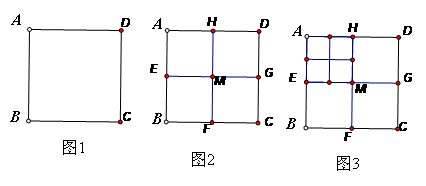 A D
B C
图1
A H D
E M G
B F C
图2
A H D
E M G
B F C
图3